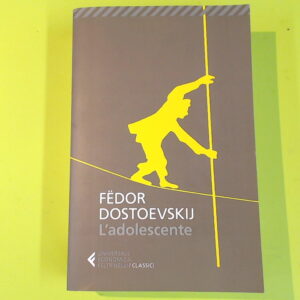 FËDOR
DOSTOEVSKIJ
L'adolescente
UNIVERSALE
ECONOMICA
FELTRINELLI/CLASSICI